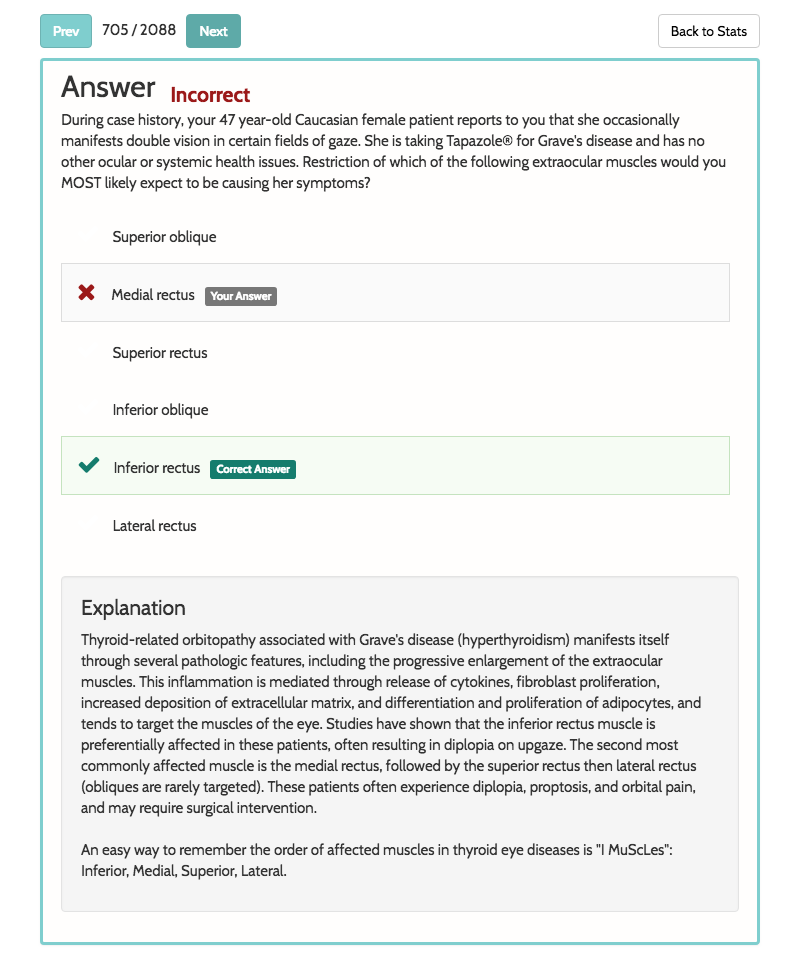 Prev 705 / 2088 Next Back to Stats
Answer Incorrect
During case history, your 47 year-old Caucasian female patient reports to you that she occasionally
manifests double vision in certain fields of gaze. She is taking Tapazole® for Grave's disease and has no
other ocular or systemic health issues. Restriction of which of the following extraocular muscles would you
MOST likely expect to be causing her symptoms?
Superior oblique
Medial rectus Your Answer
Superior rectus
Inferior oblique
Inferior rectus Correct Answer
Lateral rectus
Explanation
Thyroid-related orbitopathy associated with Grave's disease (hyperthyroidism) manifests itself
through several pathologic features, including the progressive enlargement of the extraocular
muscles. This inflammation is mediated through release of cytokines, fibroblast proliferation,
increased deposition of extracellular matrix, and differentiation and proliferation of adipocytes, and
tends to target the muscles of the eye. Studies have shown that the inferior rectus muscle is
preferentially affected in these patients, often resulting in diplopia on upgaze. The second most
commonly affected muscle is the medial rectus, followed by the superior rectus then lateral rectus
(obliques are rarely targeted). These patients often experience diplopia, proptosis, and orbital pain,
and may require surgical intervention.
An easy way to remember the order of affected muscles in thyroid eye diseases is "I MuScLes":
Inferior, Medial, Superior, Lateral.